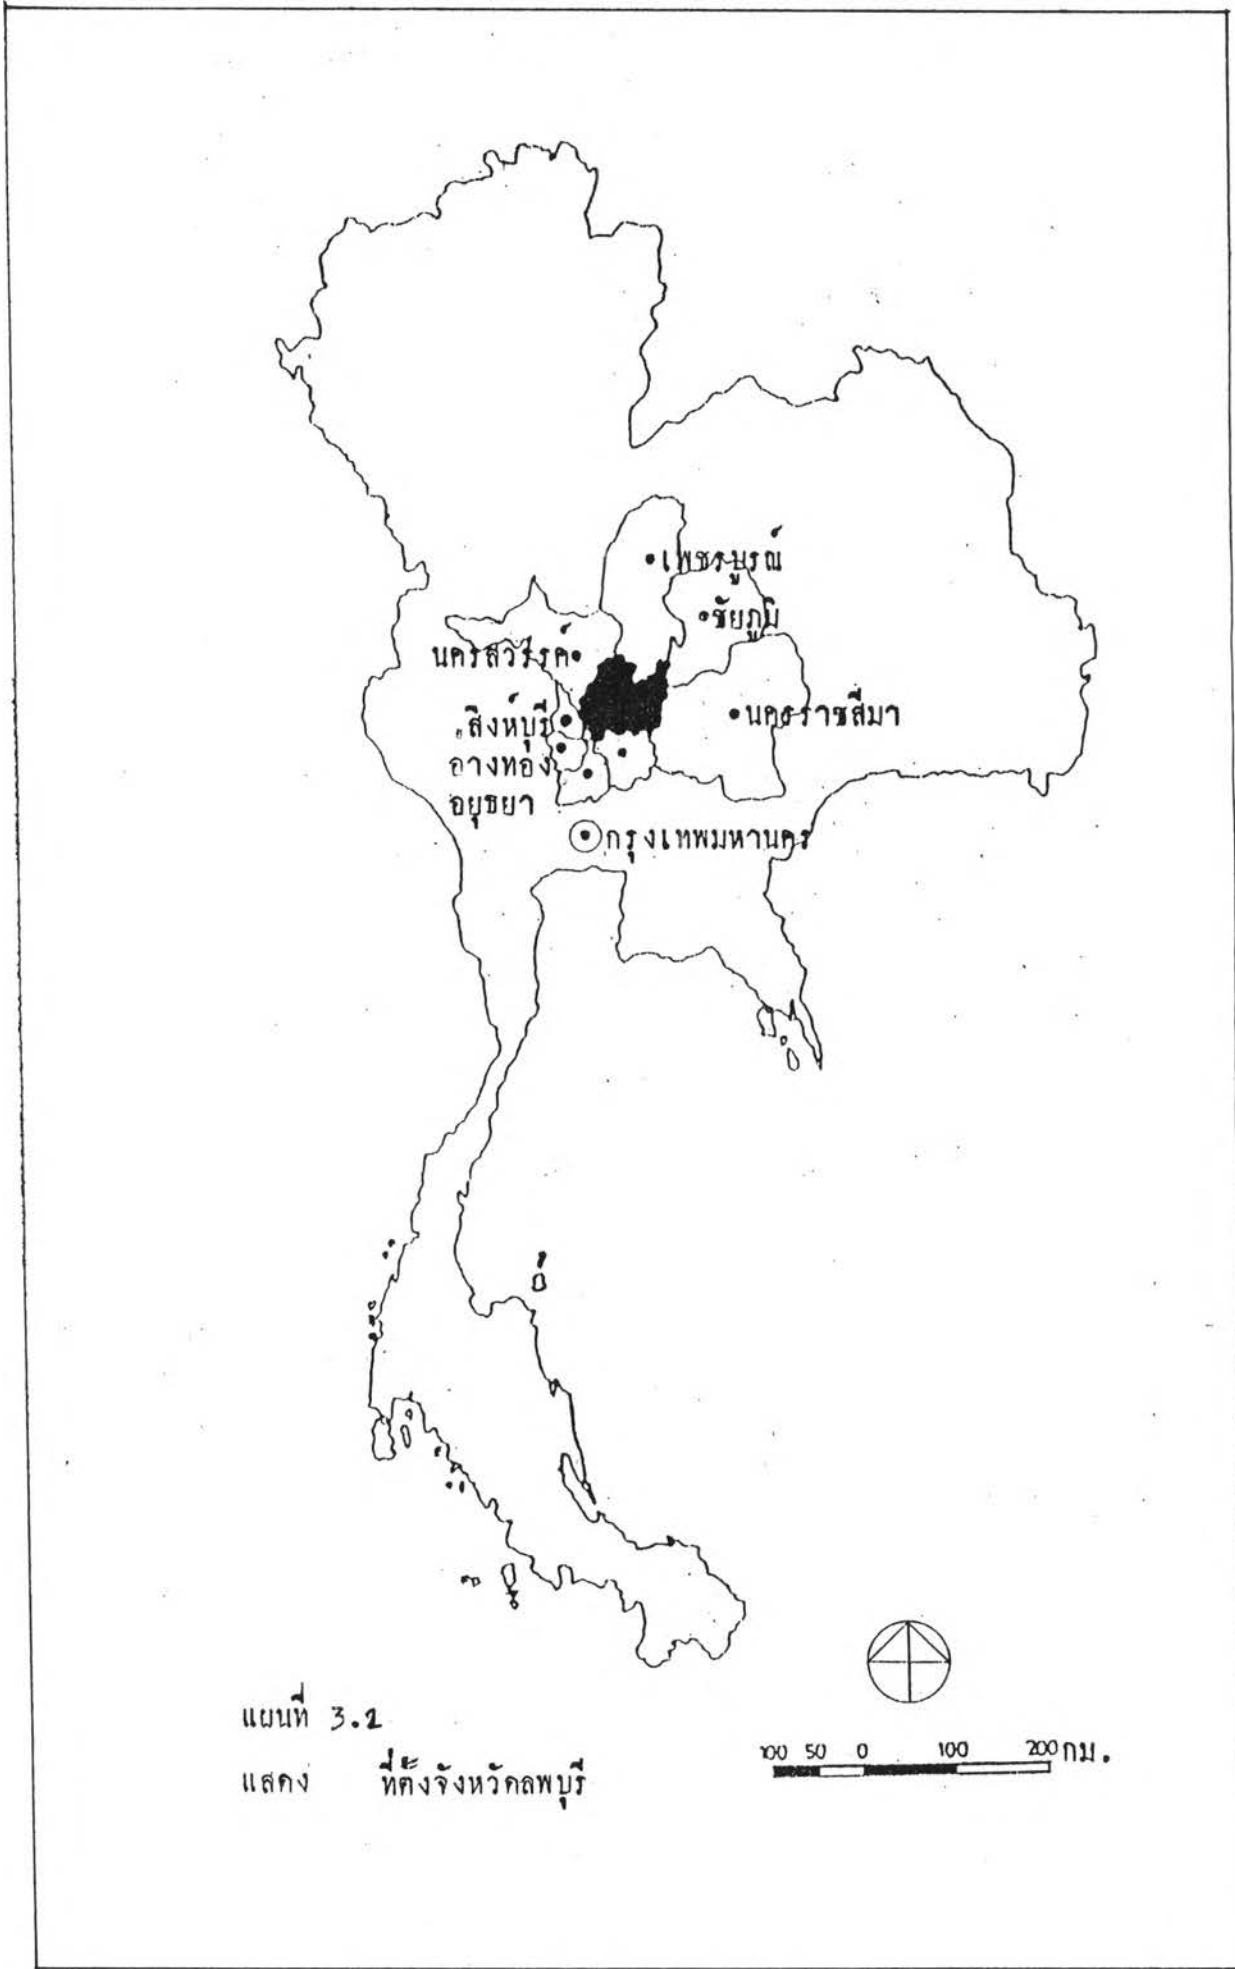 เพชรบูรณ์
ชัยภูมิ
นครสวรรค์
นครราชสีมา
สิงห์บุรี
อ่างทอง
อยุธยา
กรุงเทพมหานคร
แผนที่ 3.1
แสดง ที่ตั้งจังหวัดลพบุรี
100 50 0 100 200 กม.